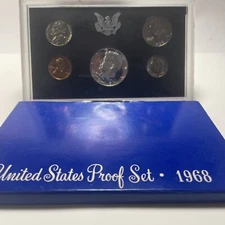 United States Proof Set · 1968